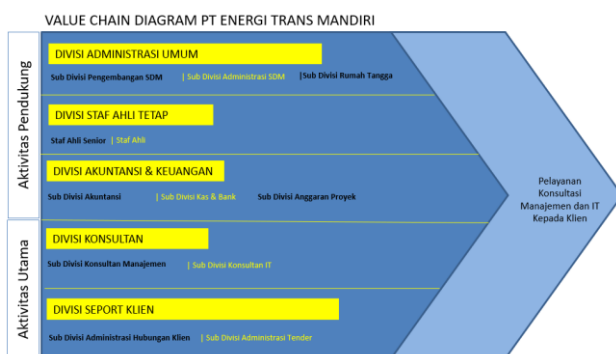 VALUE CHAIN DIAGRAM PT ENERGI TRANS MANDIRI
Aktivitas Pendukung
DIVISI ADMINISTRASI UMUM
Sub Divisi Pengembangan SDM | Sub Divisi Administrasi SDM |Sub Divisi Rumah Tangga
DIVISI STAF AHLI TETAP
Staf Ahli Senior | Staf Ahli
DIVISI AKUNTANSI & KEUANGAN
Sub Divisi Akuntansi | Sub Divisi Kas & Bank Sub Divisi Anggaran Proyek
Aktivitas Utama
DIVISI KONSULTAN
Sub Divisi Konsultan Manajemen | Sub Divisi Konsultan IT
DIVISI SEPORT KLIEN
Sub Divisi Administrasi Hubungan Klien | Sub Divisi Administrasi Tender
Pelayanan
Konsultasi
Manajemen dan IT
Kepada Klien